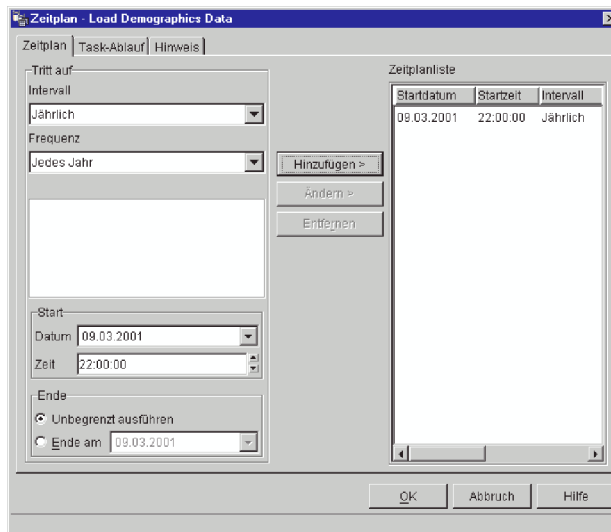 Zeitplan - Load Demographics Data
Zeitplan Task-Ablauf Hinweis
Tritt auf
Intervall
Jährlich
Frequenz
Jedes Jahr
Start
Datum 09.03.2001
Zeit 22:00:00
Ende
Unbegrenzt ausführen
Ende am 09.03.2001
Hinzufügen >
Ändern >
Entfernen
Zeitplanliste
Startdatum Startzeit Intervall
09.03.2001 22:00:00 Jährlich
OK Abbruch Hilfe